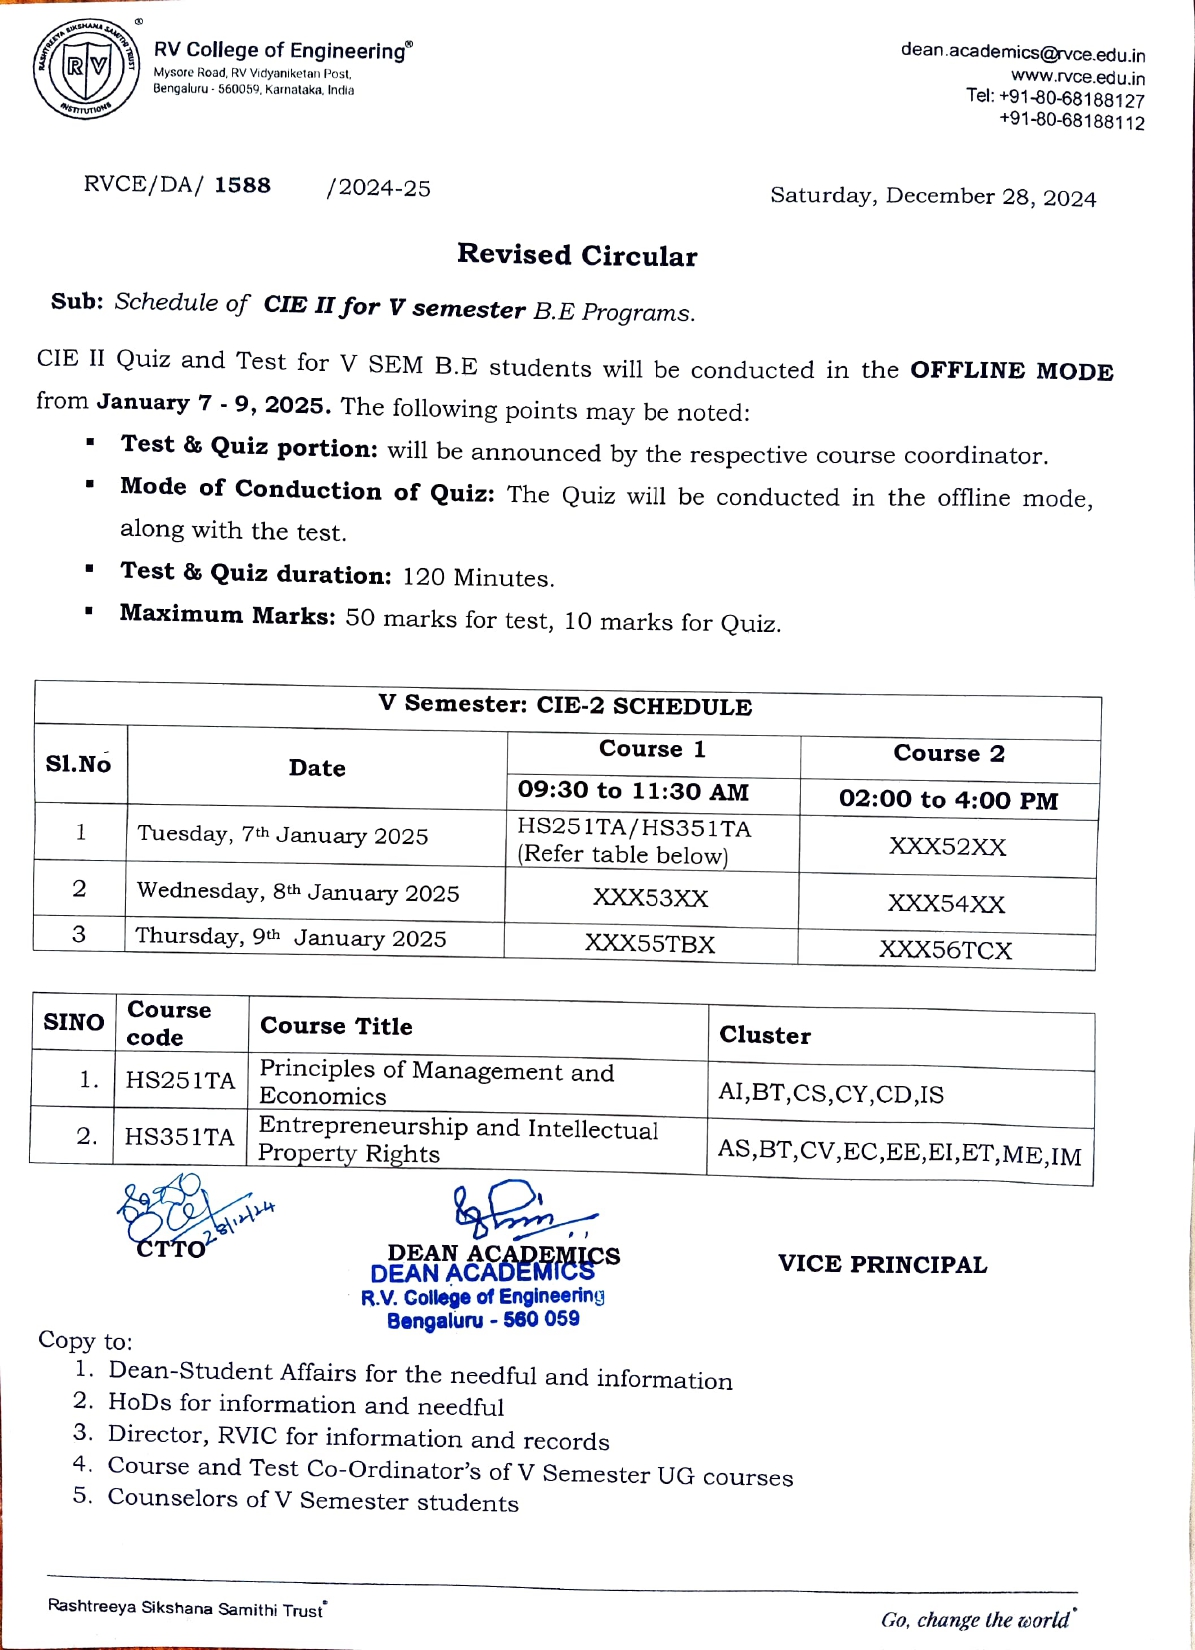 RASHTREEYA SIKSHANA SAMITHI TRUST
RV
INSTITUTIONS
®
RV College of Engineering®
Mysore Road, RV Vidyaniketan Post,
Bengaluru - 560059, Karnataka, India
dean.academics@rvce.edu.in
www.rvce.edu.in
Tel: +91-80-68188127
+91-80-68188112
RVCE/DA/ 1588 /2024-25
Saturday, December 28, 2024
Revised Circular
Sub: Schedule of CIE II for V semester B.E Programs.
CIE II Quiz and Test for V SEM B.E students will be conducted in the OFFLINE MODE
from January 7 - 9, 2025. The following points may be noted:
▪ Test & Quiz portion: will be announced by the respective course coordinator.
▪ Mode of Conduction of Quiz: The Quiz will be conducted in the offline mode,
along with the test.
▪ Test & Quiz duration: 120 Minutes.
▪ Maximum Marks: 50 marks for test, 10 marks for Quiz.
V Semester: CIE-2 SCHEDULE
Sl.No Date Course 1 Course 2
09:30 to 11:30 AM 02:00 to 4:00 PM
1 Tuesday, 7th January 2025 HS251TA/HS351TA (Refer table below) XXX52XX
2 Wednesday, 8th January 2025 XXX53XX XXX54XX
3 Thursday, 9th January 2025 XXX55TBX XXX56TCX
SINO Course code Course Title Cluster
1. HS251TA Principles of Management and Economics AI,BT,CS,CY,CD,IS
2. HS351TA Entrepreneurship and Intellectual Property Rights AS,BT,CV,EC,EE,EI,ET,ME,IM
28/12/24
CTTO
DEAN ACADEMICS
VICE PRINCIPAL
DEAN ACADEMICS
R.V. College of Engineering
Bengaluru - 560 059
Copy to:
1. Dean-Student Affairs for the needful and information
2. HoDs for information and needful
3. Director, RVIC for information and records
4. Course and Test Co-Ordinator's of V Semester UG courses
5. Counselors of V Semester students
Rashtreeya Sikshana Samithi Trust
Go, change the world